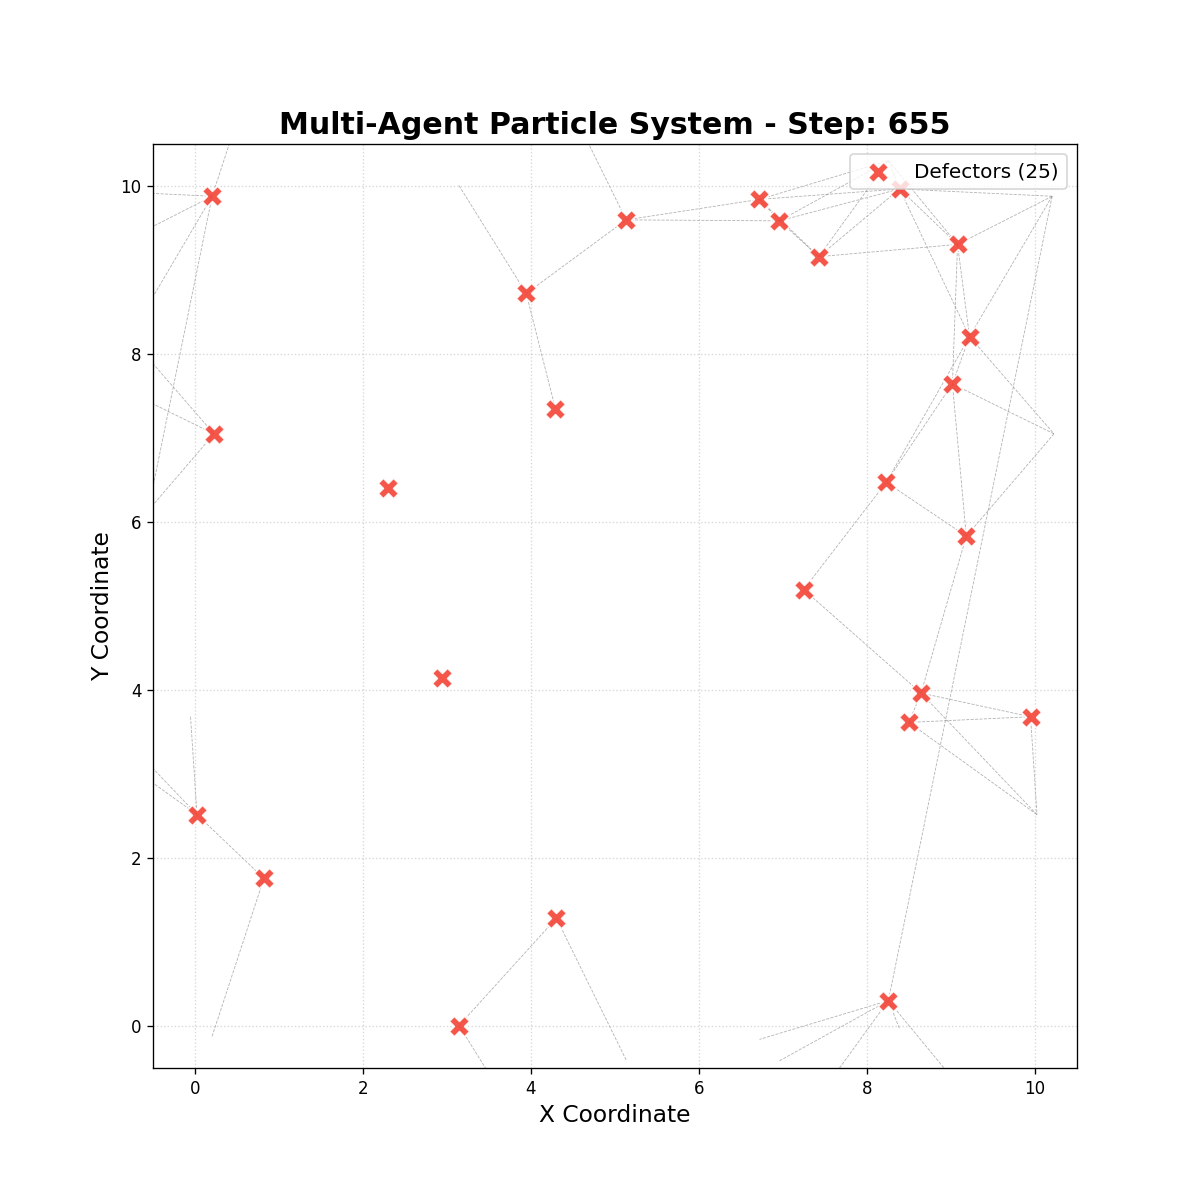 Multi-Agent Particle System - Step: 655
Defectors (25)
10
8
6
4
2
0
Y Coordinate
0 2 4 6 8 10
X Coordinate